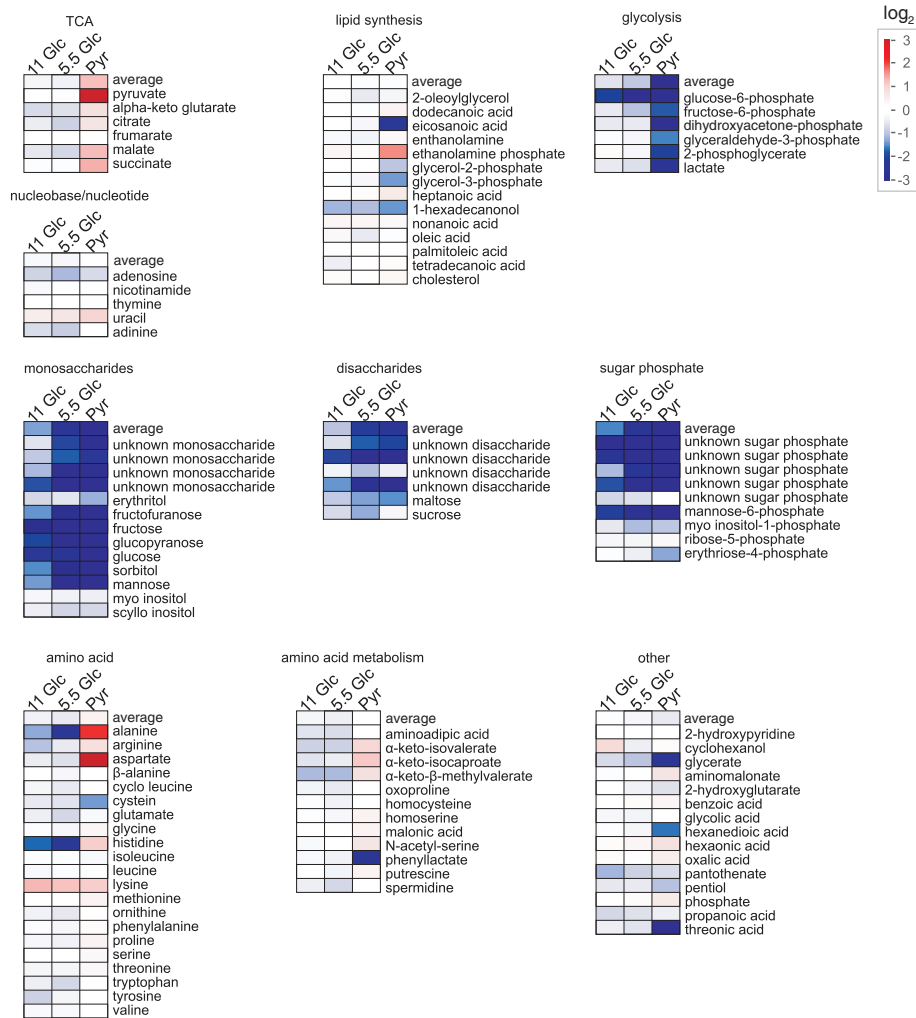 TCA
11 Glc
5.5 Glc
Pyr
average
pyruvate
alpha-keto glutarate
citrate
frumarate
malate
succinate
lipid synthesis
11 Glc
5.5 Glc
Pyr
average
2-oleoylglycerol
dodecanoic acid
eicosanoic acid
enthanolamine
ethanolamine phosphate
glycerol-2-phosphate
glycerol-3-phosphate
heptanoic acid
1-hexadecanonol
nonanoic acid
oleic acid
palmitoleic acid
tetradecanoic acid
cholesterol
glycolysis
11 Glc
5.5 Glc
Pyr
average
glucose-6-phosphate
fructose-6-phosphate
dihydroxyacetone-phosphate
glyceraldehyde-3-phosphate
2-phosphoglycerate
lactate
log2
3
2
1
0
-1
-2
-3
nucleobase/nucleotide
11 Glc
5.5 Glc
Pyr
average
adenosine
nicotinamide
thymine
uracil
adinine
monosaccharides
11 Glc
5.5 Glc
Pyr
average
unknown monosaccharide
unknown monosaccharide
unknown monosaccharide
unknown monosaccharide
erythritol
fructofuranose
fructose
glucopyranose
glucose
sorbitol
mannose
myo inositol
scyllo inositol
disaccharides
11 Glc
5.5 Glc
Pyr
average
unknown disaccharide
unknown disaccharide
unknown disaccharide
unknown disaccharide
maltose
sucrose
sugar phosphate
11 Glc
5.5 Glc
Pyr
average
unknown sugar phosphate
unknown sugar phosphate
unknown sugar phosphate
unknown sugar phosphate
unknown sugar phosphate
mannose-6-phosphate
myo inositol-1-phosphate
ribose-5-phosphate
erythriose-4-phosphate
amino acid
11 Glc
5.5 Glc
Pyr
average
alanine
arginine
aspartate
β-alanine
cyclo leucine
cystein
glutamate
glycine
histidine
isoleucine
leucine
lysine
methionine
ornithine
phenylalanine
proline
serine
threonine
tryptophan
tyrosine
valine
amino acid metabolism
11 Glc
5.5 Glc
Pyr
average
aminoadipic acid
α-keto-isovalerate
α-keto-isocaproate
α-keto-β-methylvalerate
oxoproline
homocysteine
homoserine
malonic acid
N-acetyl-serine
phenyllactate
putrescine
spermidine
other
11 Glc
5.5 Glc
Pyr
average
2-hydroxypyridine
cyclohexanol
glycerate
aminomalonate
2-hydroxyglutarate
benzoic acid
glycolic acid
hexanedioic acid
hexaonic acid
oxalic acid
pantothenate
pentiol
phosphate
propanoic acid
threonic acid